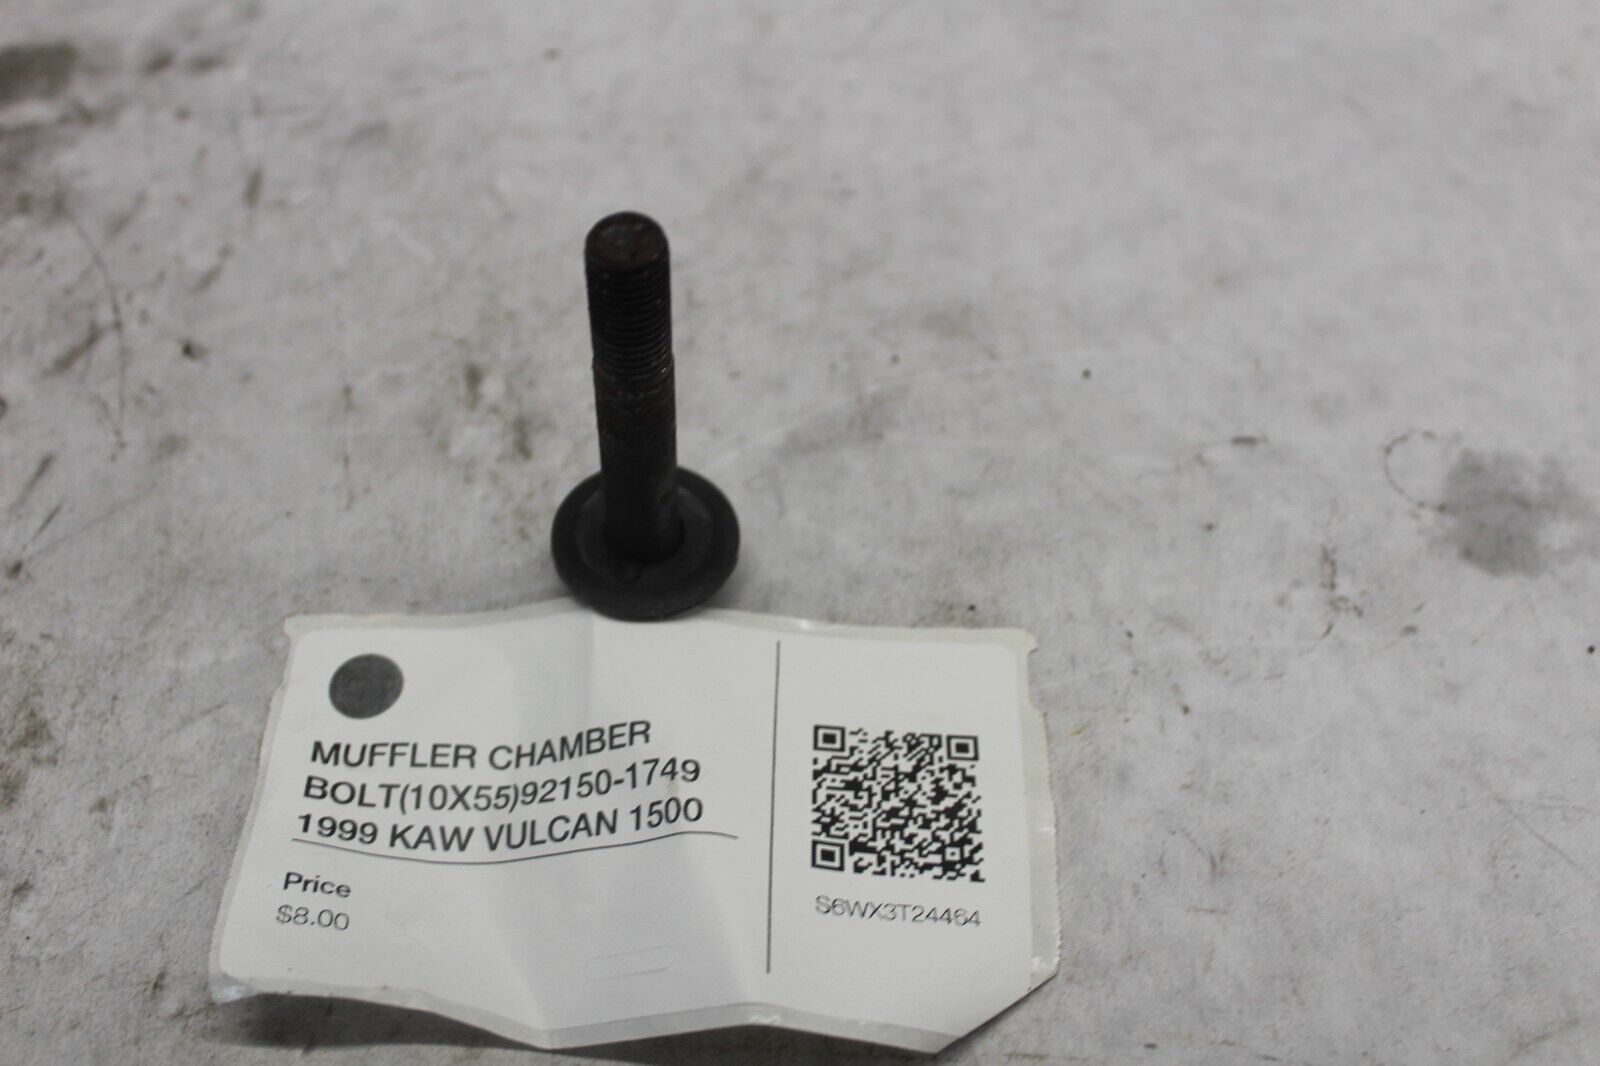 MUFFLER CHAMBER
BOLT(10X55)92150-1749
1999 KAW VULCAN 1500
Price
$8.00
S6WX3T24464